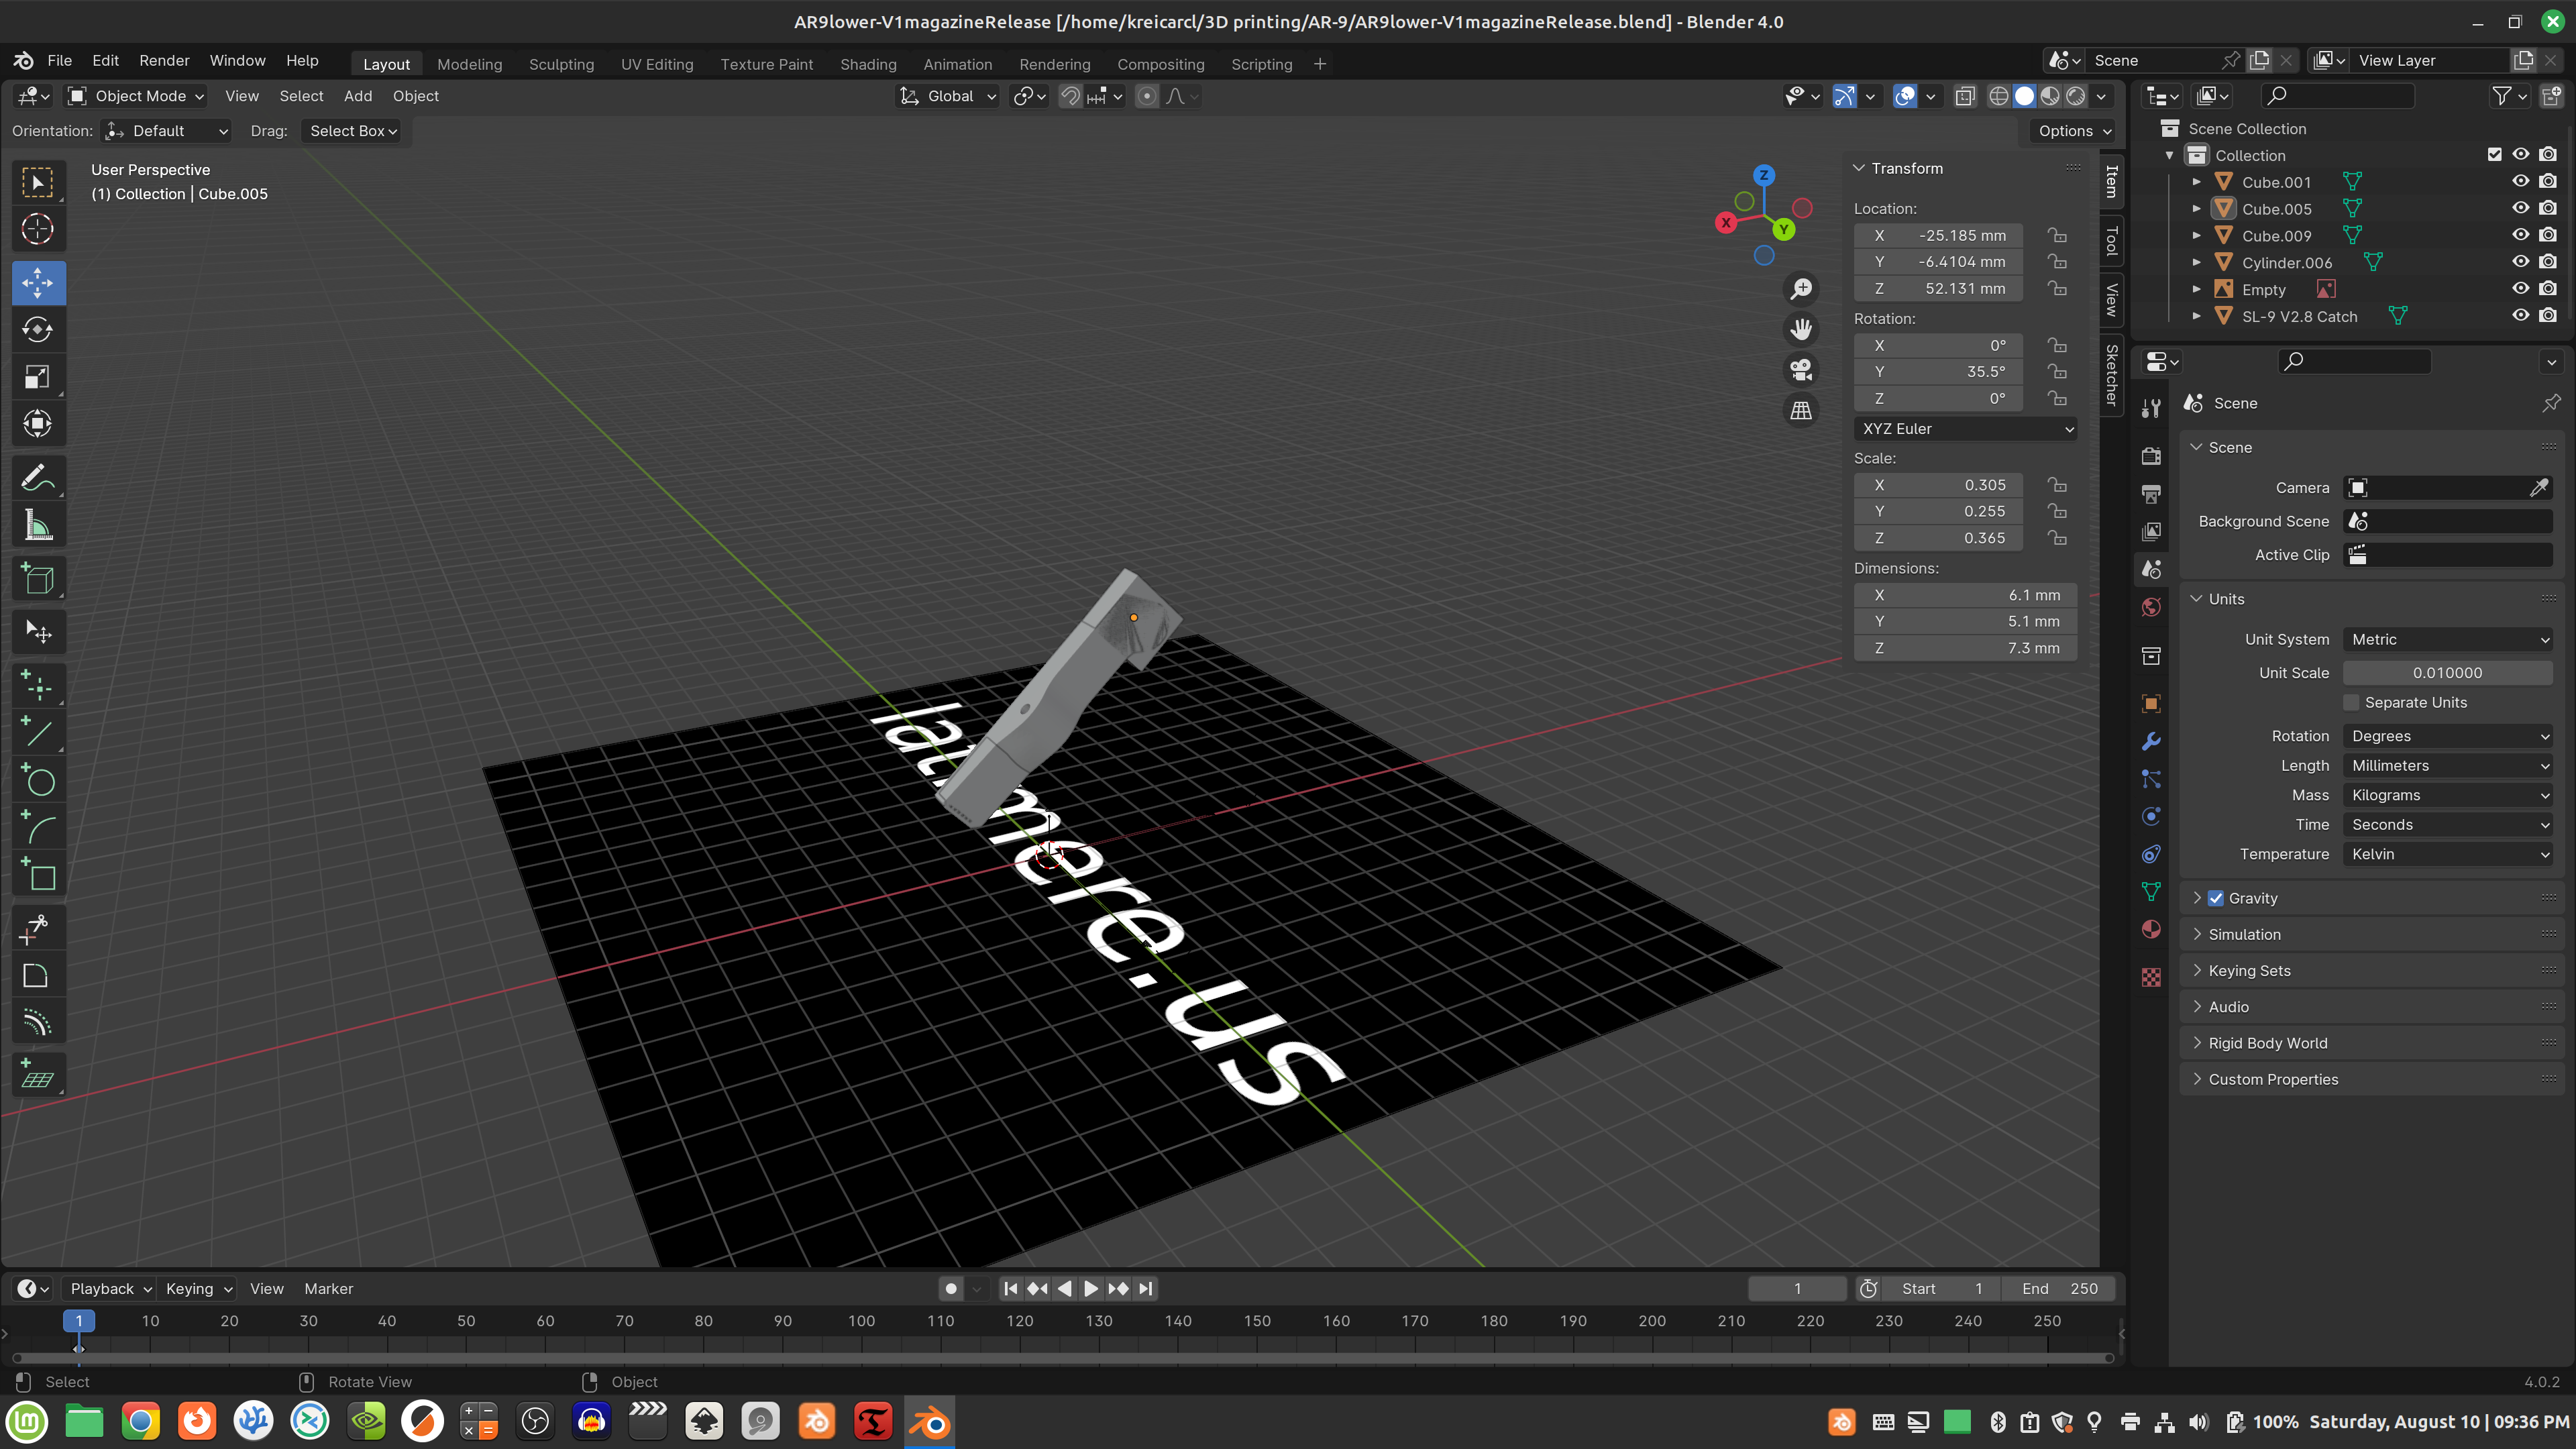 AR9lower-V1magazineRelease [/home/kreicarcl/3D printing/AR-9/AR9lower-V1magazineRelease.blend] - Blender 4.0
File Edit Render Window Help Layout Modeling Sculpting UV Editing Texture Paint Shading Animation Rendering Compositing Scripting + Scene View Layer
Object Mode View Select Add Object Global
Orientation: Default Drag: Select Box Options
User Perspective
(1) Collection | Cube.005
Z
X
Y
Transform
Location:
X -25.185 mm
Y -6.4104 mm
Z 52.131 mm
Rotation:
X 0°
Y 35.5°
Z 0°
XYZ Euler
Scale:
X 0.305
Y 0.255
Z 0.365
Dimensions:
X 6.1 mm
Y 5.1 mm
Z 7.3 mm
Item
Tool
View
Sketcher
Scene Collection
Collection
Cube.001
Cube.005
Cube.009
Cylinder.006
Empty
SL-9 V2.8 Catch
Scene
Scene
Camera
Background Scene
Active Clip
Units
Unit System Metric
Unit Scale 0.010000
Separate Units
Rotation Degrees
Length Millimeters
Mass Kilograms
Time Seconds
Temperature Kelvin
Gravity
Simulation
Keying Sets
Audio
Rigid Body World
Custom Properties
.us
Playback Keying View Marker 1 Start 1 End 250
1 10 20 30 40 50 60 70 80 90 100 110 120 130 140 150 160 170 180 190 200 210 220 230 240 250
Select Rotate View Object 4.0.2
100% Saturday, August 10 | 09:36 PM